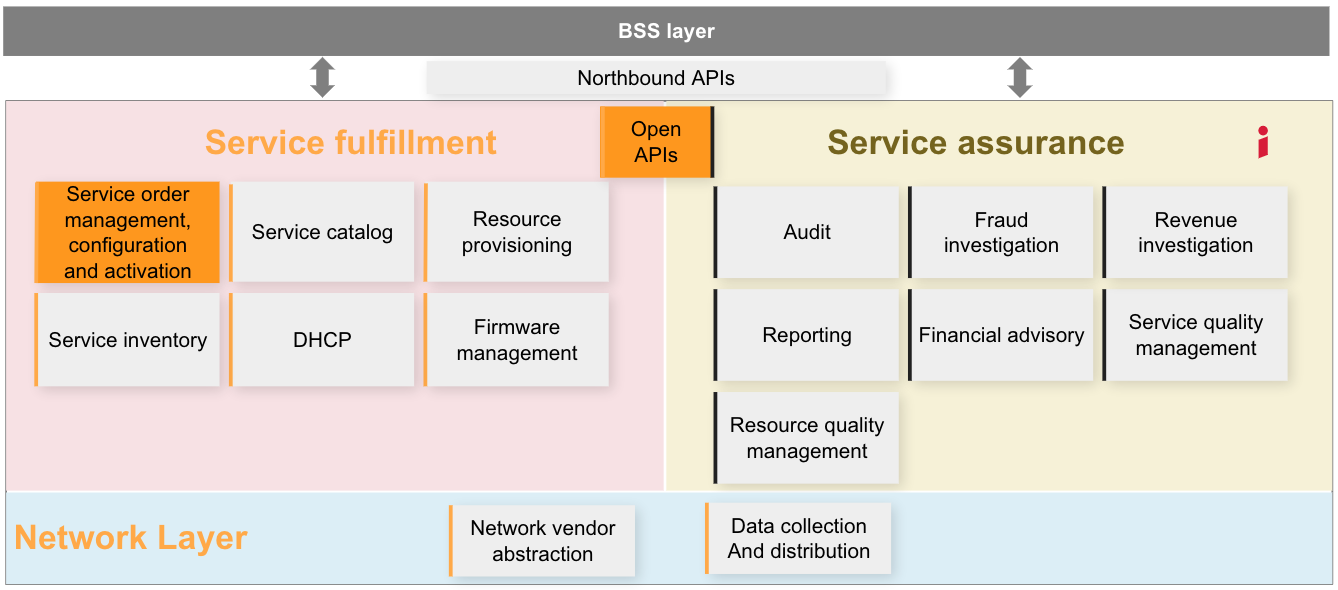 BSS layer
Northbound APIs
Service fulfillment
Open
APIs
Service assurance
Service order
management,
configuration
and activation
Service catalog
Resource
provisioning
Audit
Fraud
investigation
Revenue
investigation
Service inventory
DHCP
Firmware
management
Reporting
Financial advisory
Service quality
management
Resource quality
management
Network Layer
Network vendor
abstraction
Data collection
And distribution